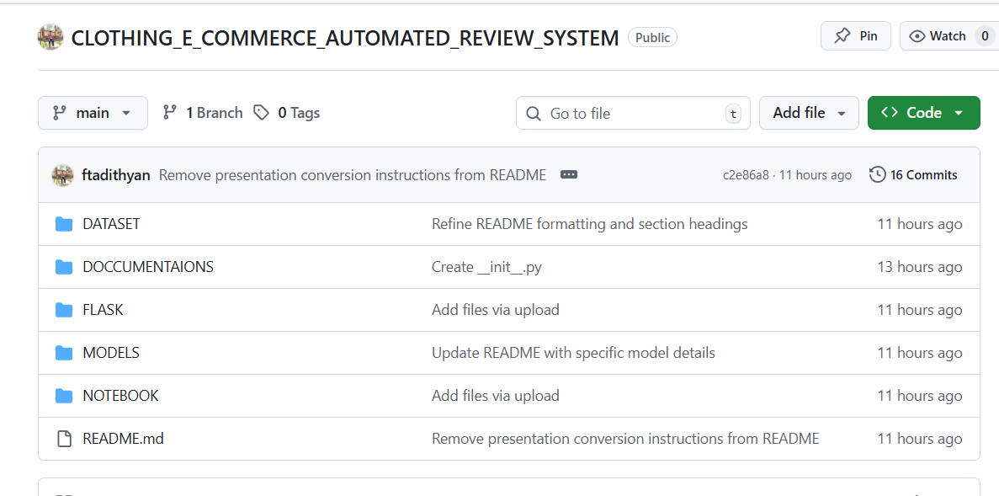 CLOTHING_E_COMMERCE_AUTOMATED_REVIEW_SYSTEM Public Pin Watch 0
main 1 Branch 0 Tags Go to file t Add file Code
ftadithyan Remove presentation conversion instructions from README c2e86a8 · 11 hours ago 16 Commits
DATASET Refine README formatting and section headings 11 hours ago
DOCCUMENTAIONS Create __init__.py 13 hours ago
FLASK Add files via upload 11 hours ago
MODELS Update README with specific model details 11 hours ago
NOTEBOOK Add files via upload 11 hours ago
README.md Remove presentation conversion instructions from README 11 hours ago